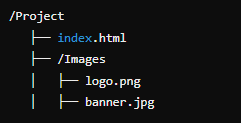 /Project
├── index.html
├── /Images
│ ├── logo.png
│ ├── banner.jpg